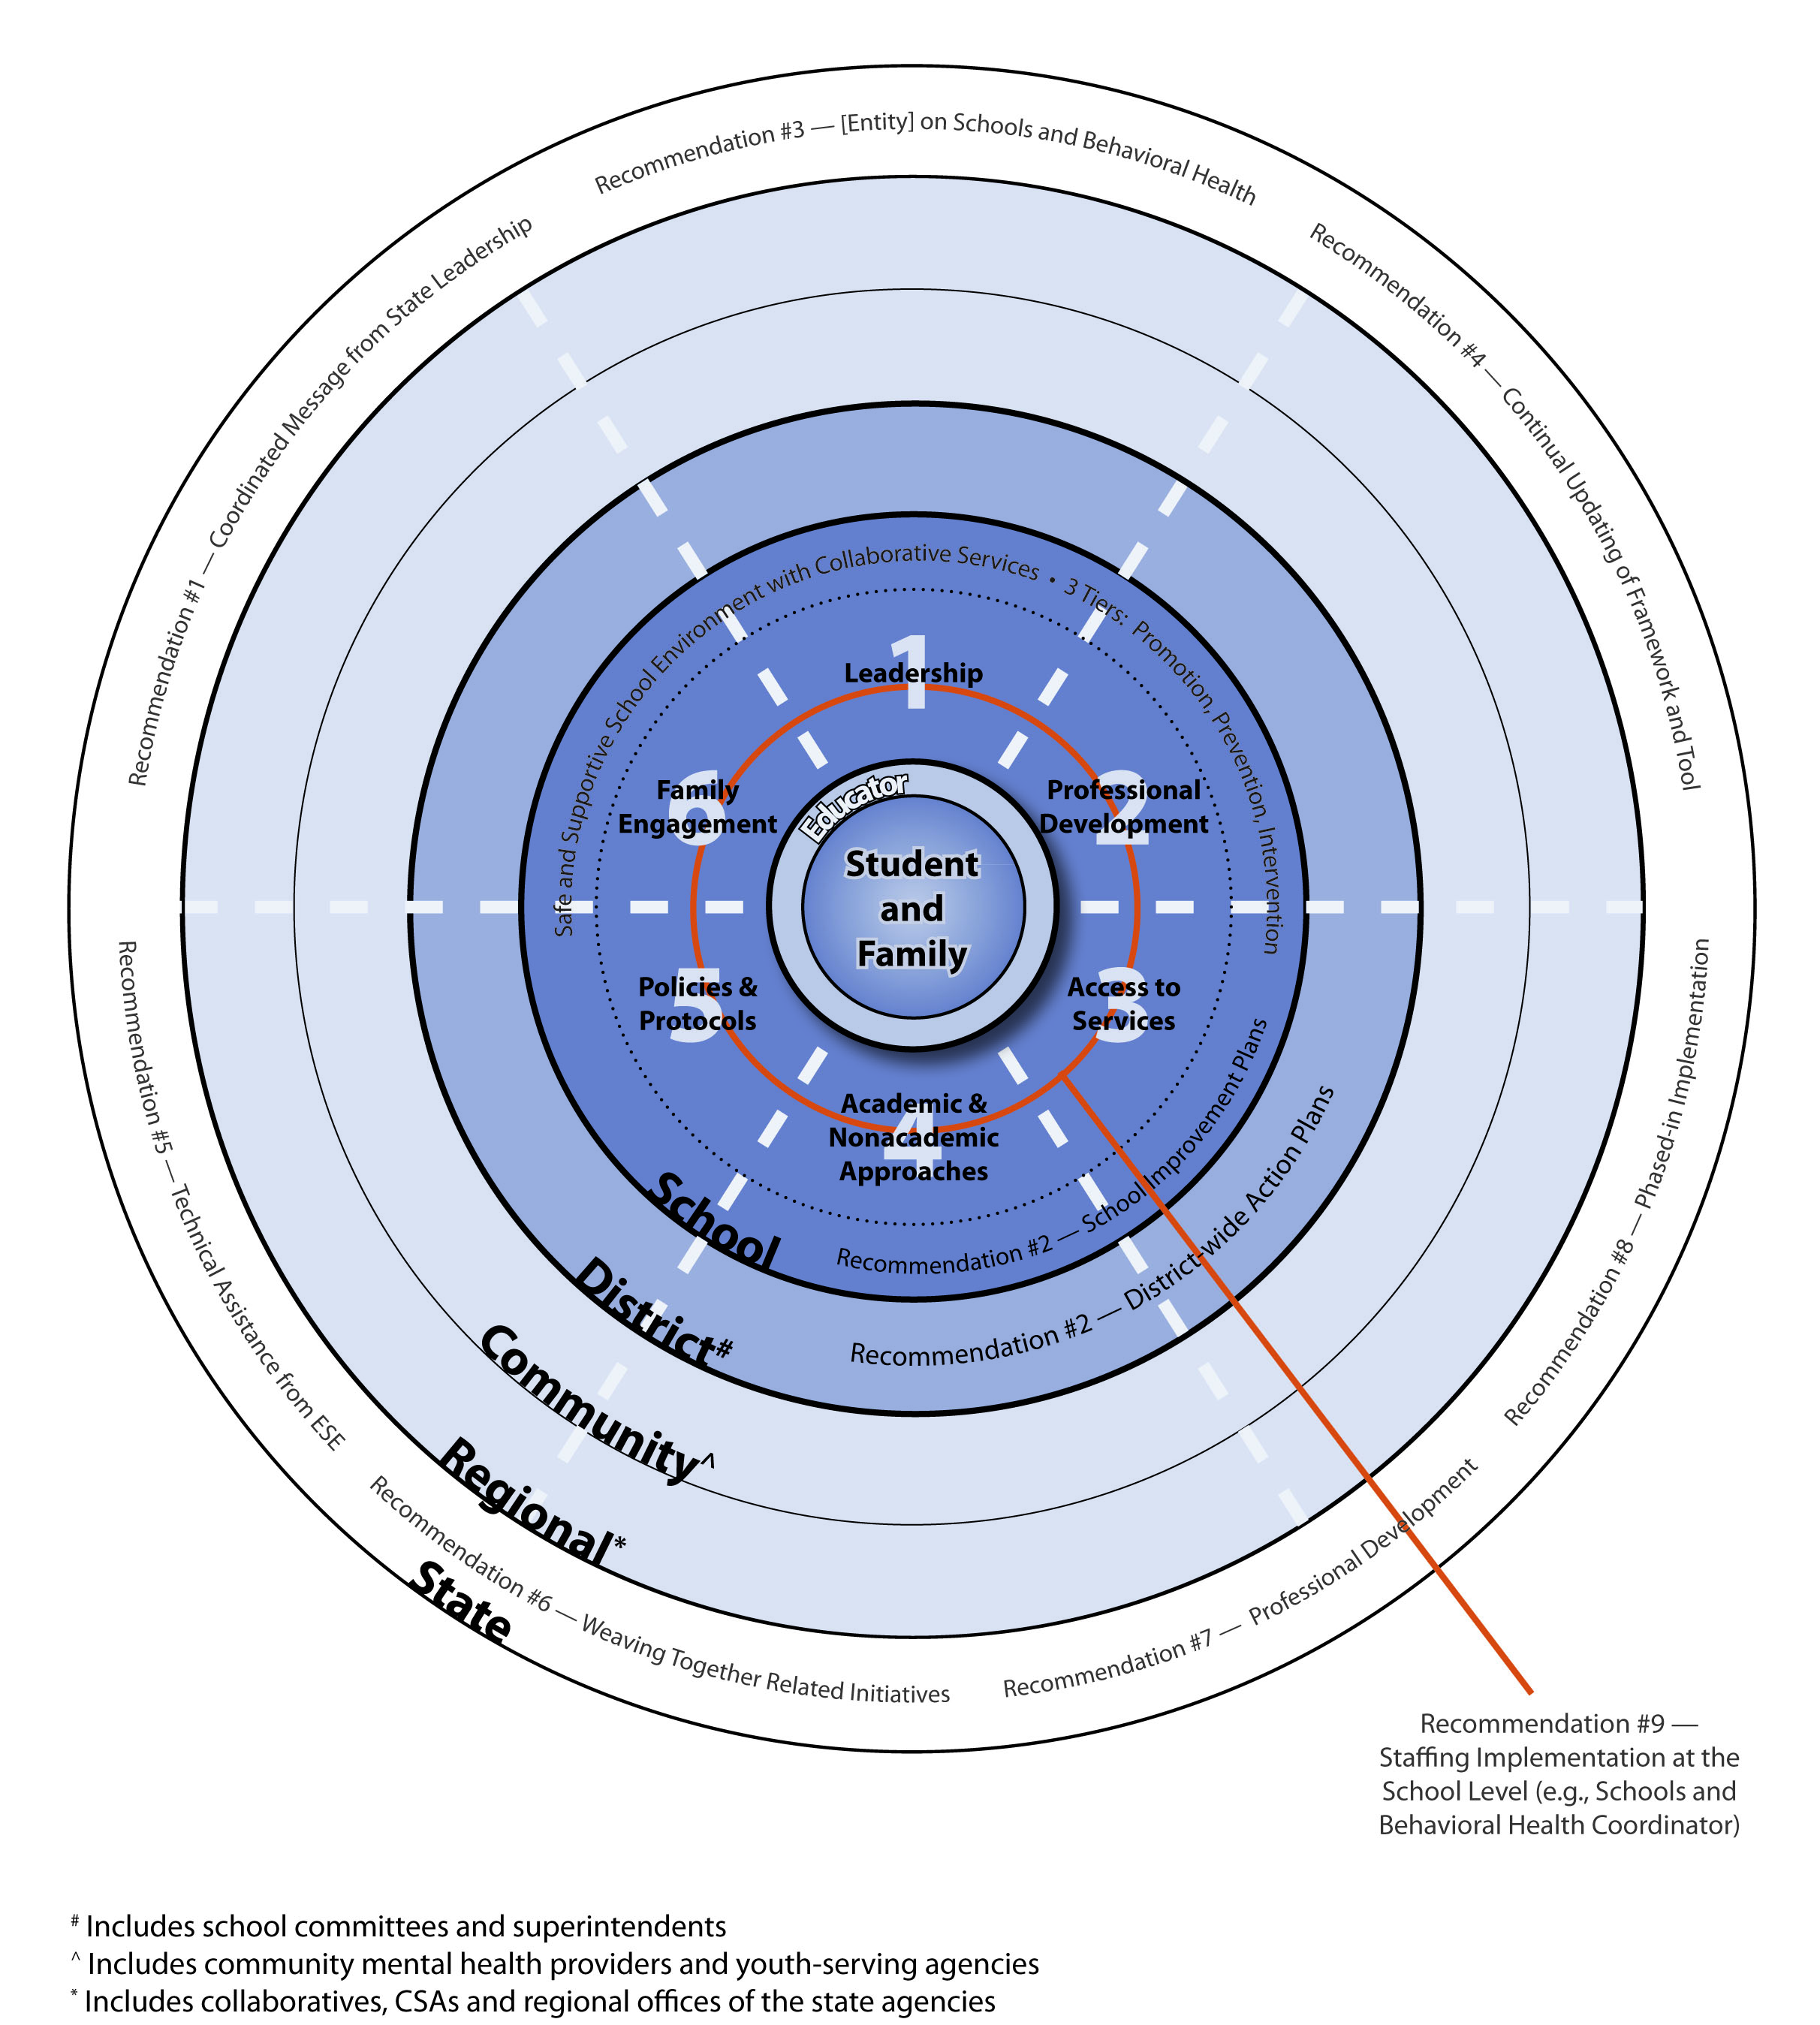 Recommendation #3 — [Entity] on Schools and Behavioral Health
Recommendation #1 — Coordinated Message from State Leadership
Recommendation #4 — Continual Updating of Framework and Tool
Safe and Supportive School Environment with Collaborative Services • 3 Tiers: Promotion, Prevention, Intervention
1
Leadership
6
Family
Engagement
2
Professional
Development
Educator
Student
and
Family
5
Policies &
Protocols
3
Access to
Services
4
Academic &
Nonacademic
Approaches
School
Recommendation #2 — School Improvement Plans
District#
Recommendation #2 — District-wide Action Plans
Community^
Regional*
State
Recommendation #5 — Technical Assistance from ESE
Recommendation #6 — Weaving Together Related Initiatives
Recommendation #7 — Professional Development
Recommendation #8 — Phased-in Implementation
Recommendation #9 —
Staffing Implementation at the
School Level (e.g., Schools and
Behavioral Health Coordinator)
# Includes school committees and superintendents
^ Includes community mental health providers and youth-serving agencies
* Includes collaboratives, CSAs and regional offices of the state agencies